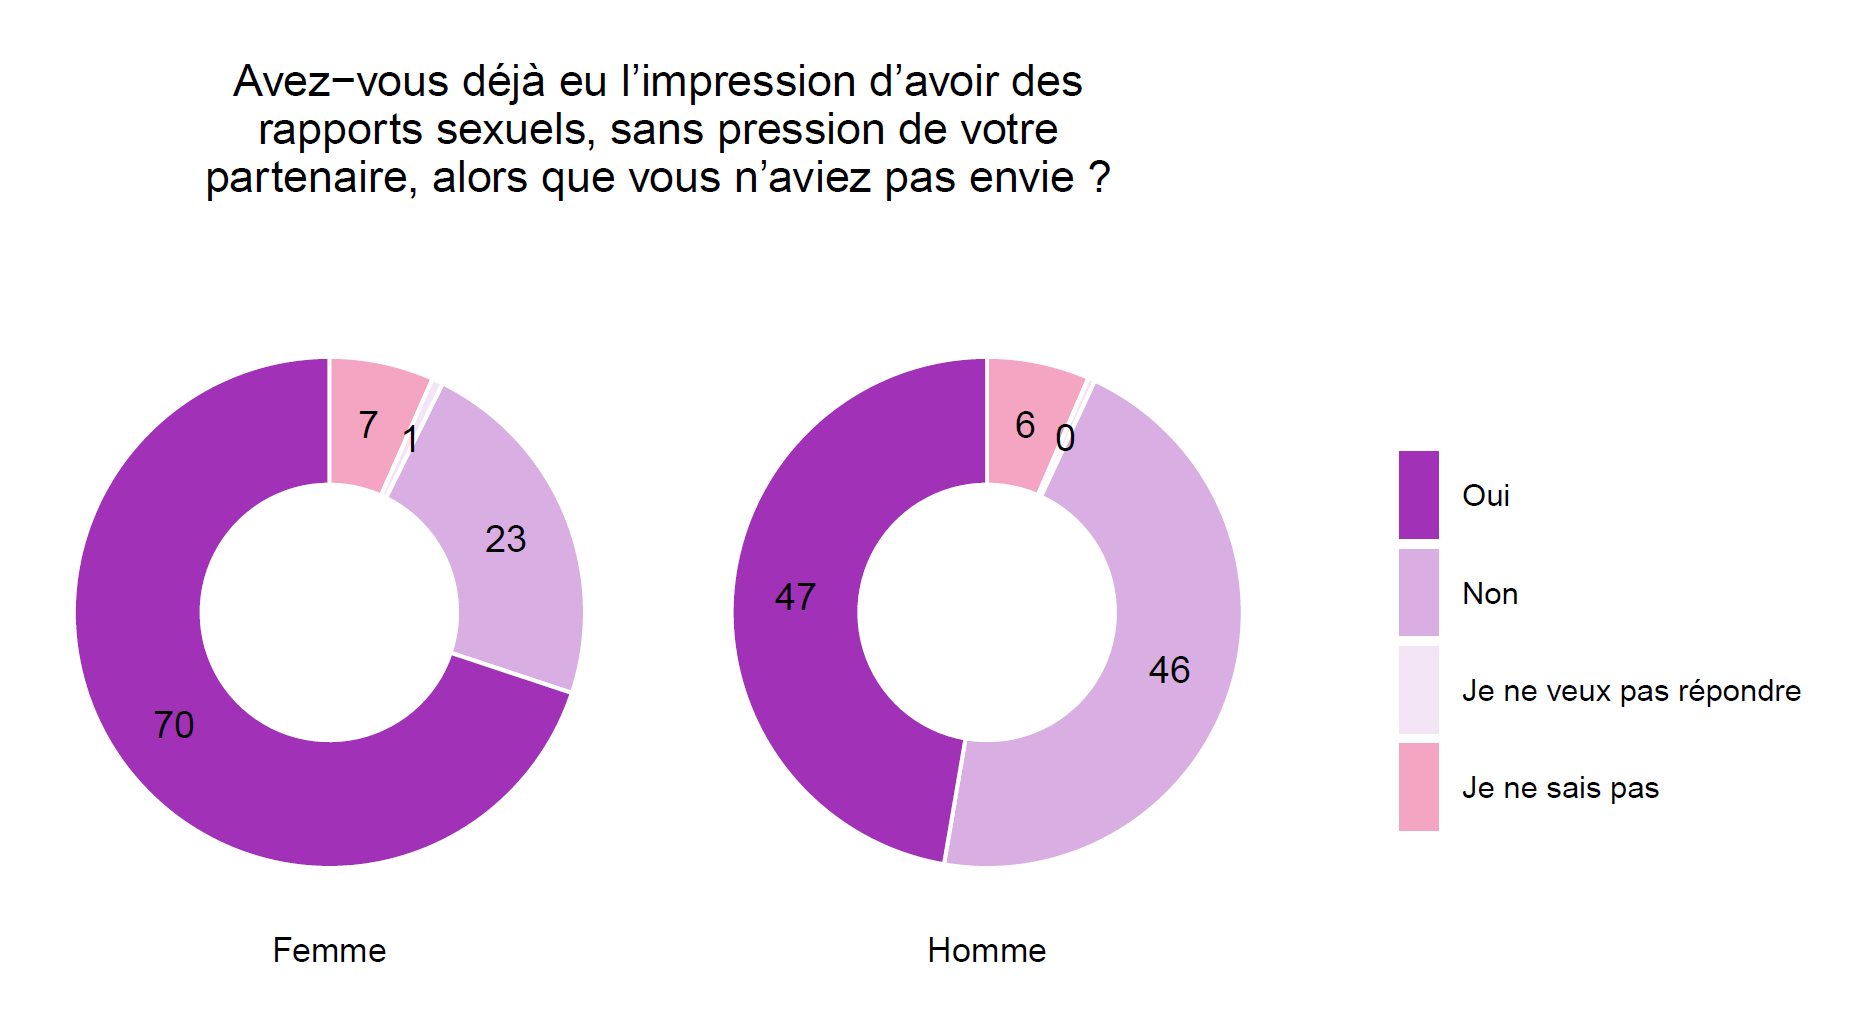 Avez−vous déjà eu l’impression d’avoir des
rapports sexuels, sans pression de votre
partenaire, alors que vous n’aviez pas envie ?
7
1
23
70
Femme
6
0
47
46
Homme
Oui
Non
Je ne veux pas répondre
Je ne sais pas